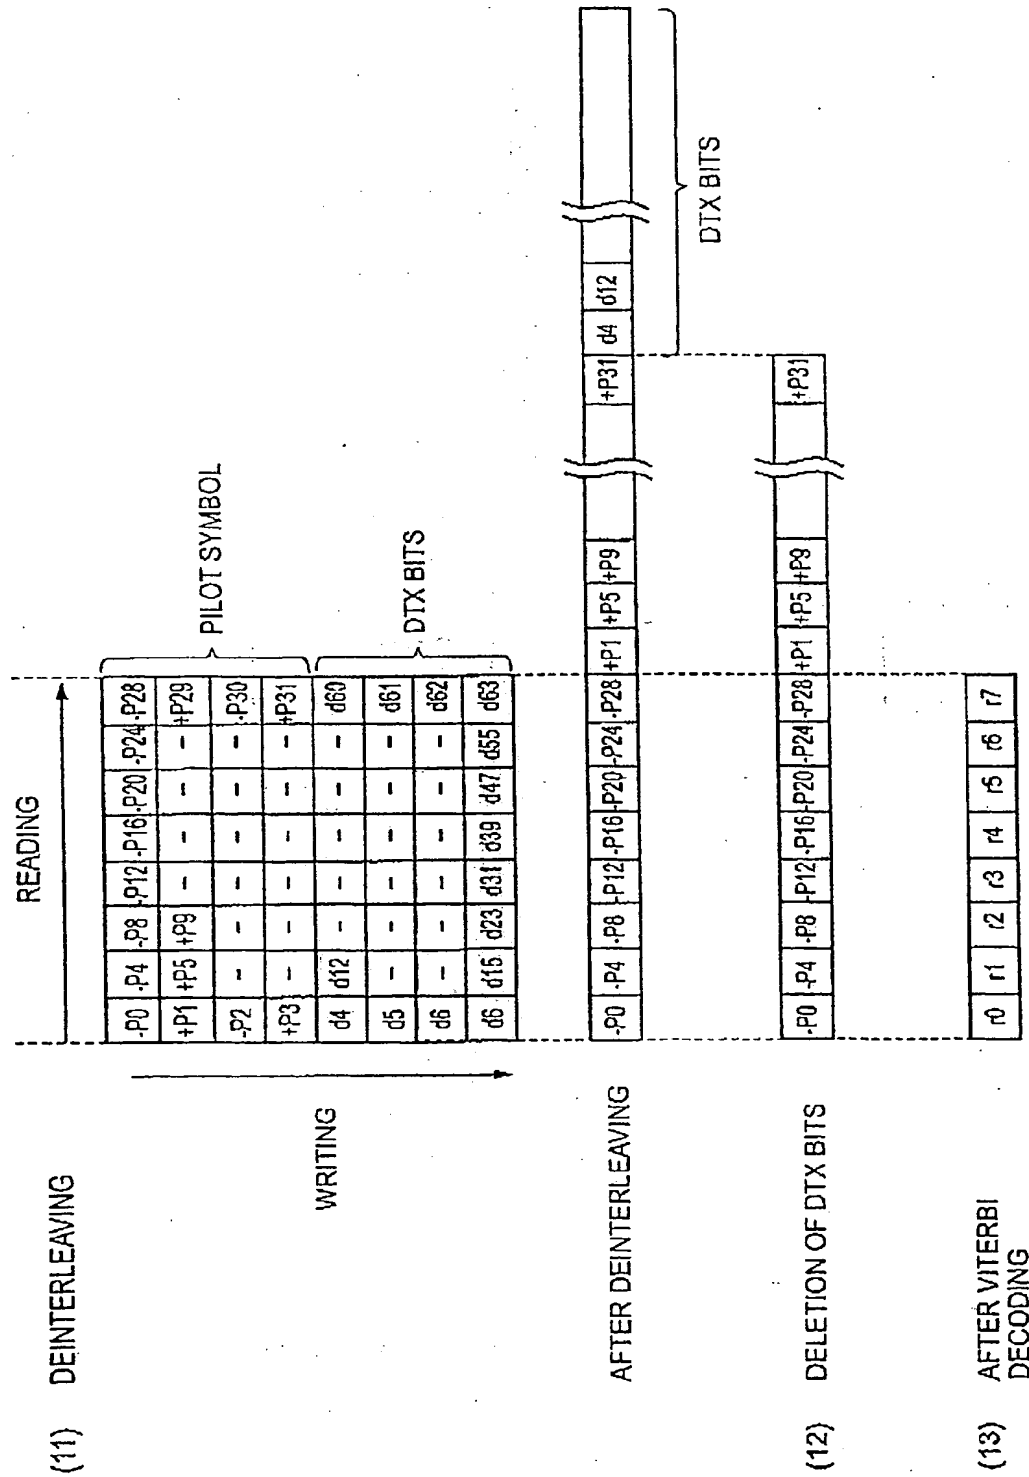 (11) DEINTERLEAVING
READING
WRITING
-P0 -P4 -P8 -P12 -P16 -P20 -P24 -P28
+P1 +P5 +P9 - - - - +P29
-P2 - - - - - - -P30
+P3 - - - - - - +P31
d4 d12 - - - - - d60
d5 - - - - - - d61
d6 - - - - - - d62
d6 d15 d23 d31 d39 d47 d55 d63
PILOT SYMBOL
DTX BITS
AFTER DEINTERLEAVING
-P0 -P4 -P8 -P12 -P16 -P20 -P24 -P28 +P1 +P5 +P9 +P31 d4 d12
DTX BITS
(12) DELETION OF DTX BITS
-P0 -P4 -P8 -P12 -P16 -P20 -P24 -P28 +P1 +P5 +P9 +P31
(13) AFTER VITERBI
DECODING
r0 r1 r2 r3 r4 r5 r6 r7